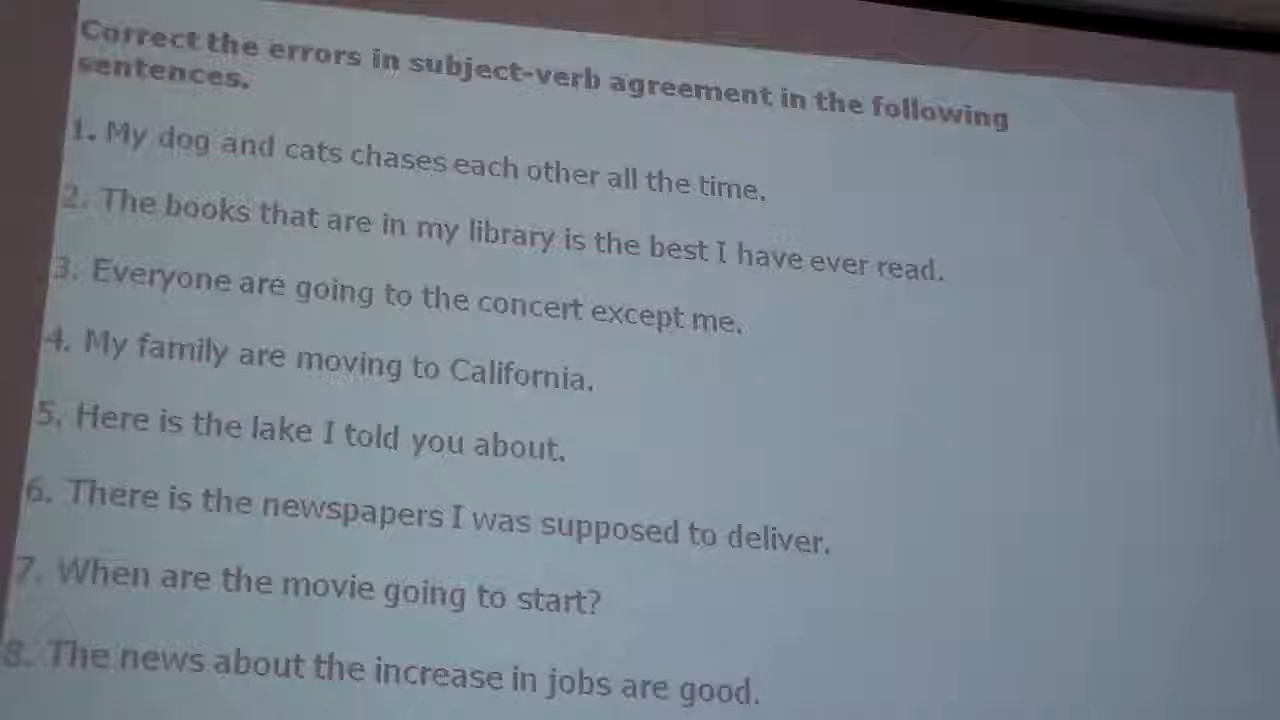 Correct the errors in subject-verb agreement in the following
sentences.
1. My dog and cats chases each other all the time.
2. The books that are in my library is the best I have ever read.
3. Everyone are going to the concert except me.
4. My family are moving to California.
5. Here is the lake I told you about.
6. There is the newspapers I was supposed to deliver.
7. When are the movie going to start?
8. The news about the increase in jobs are good.